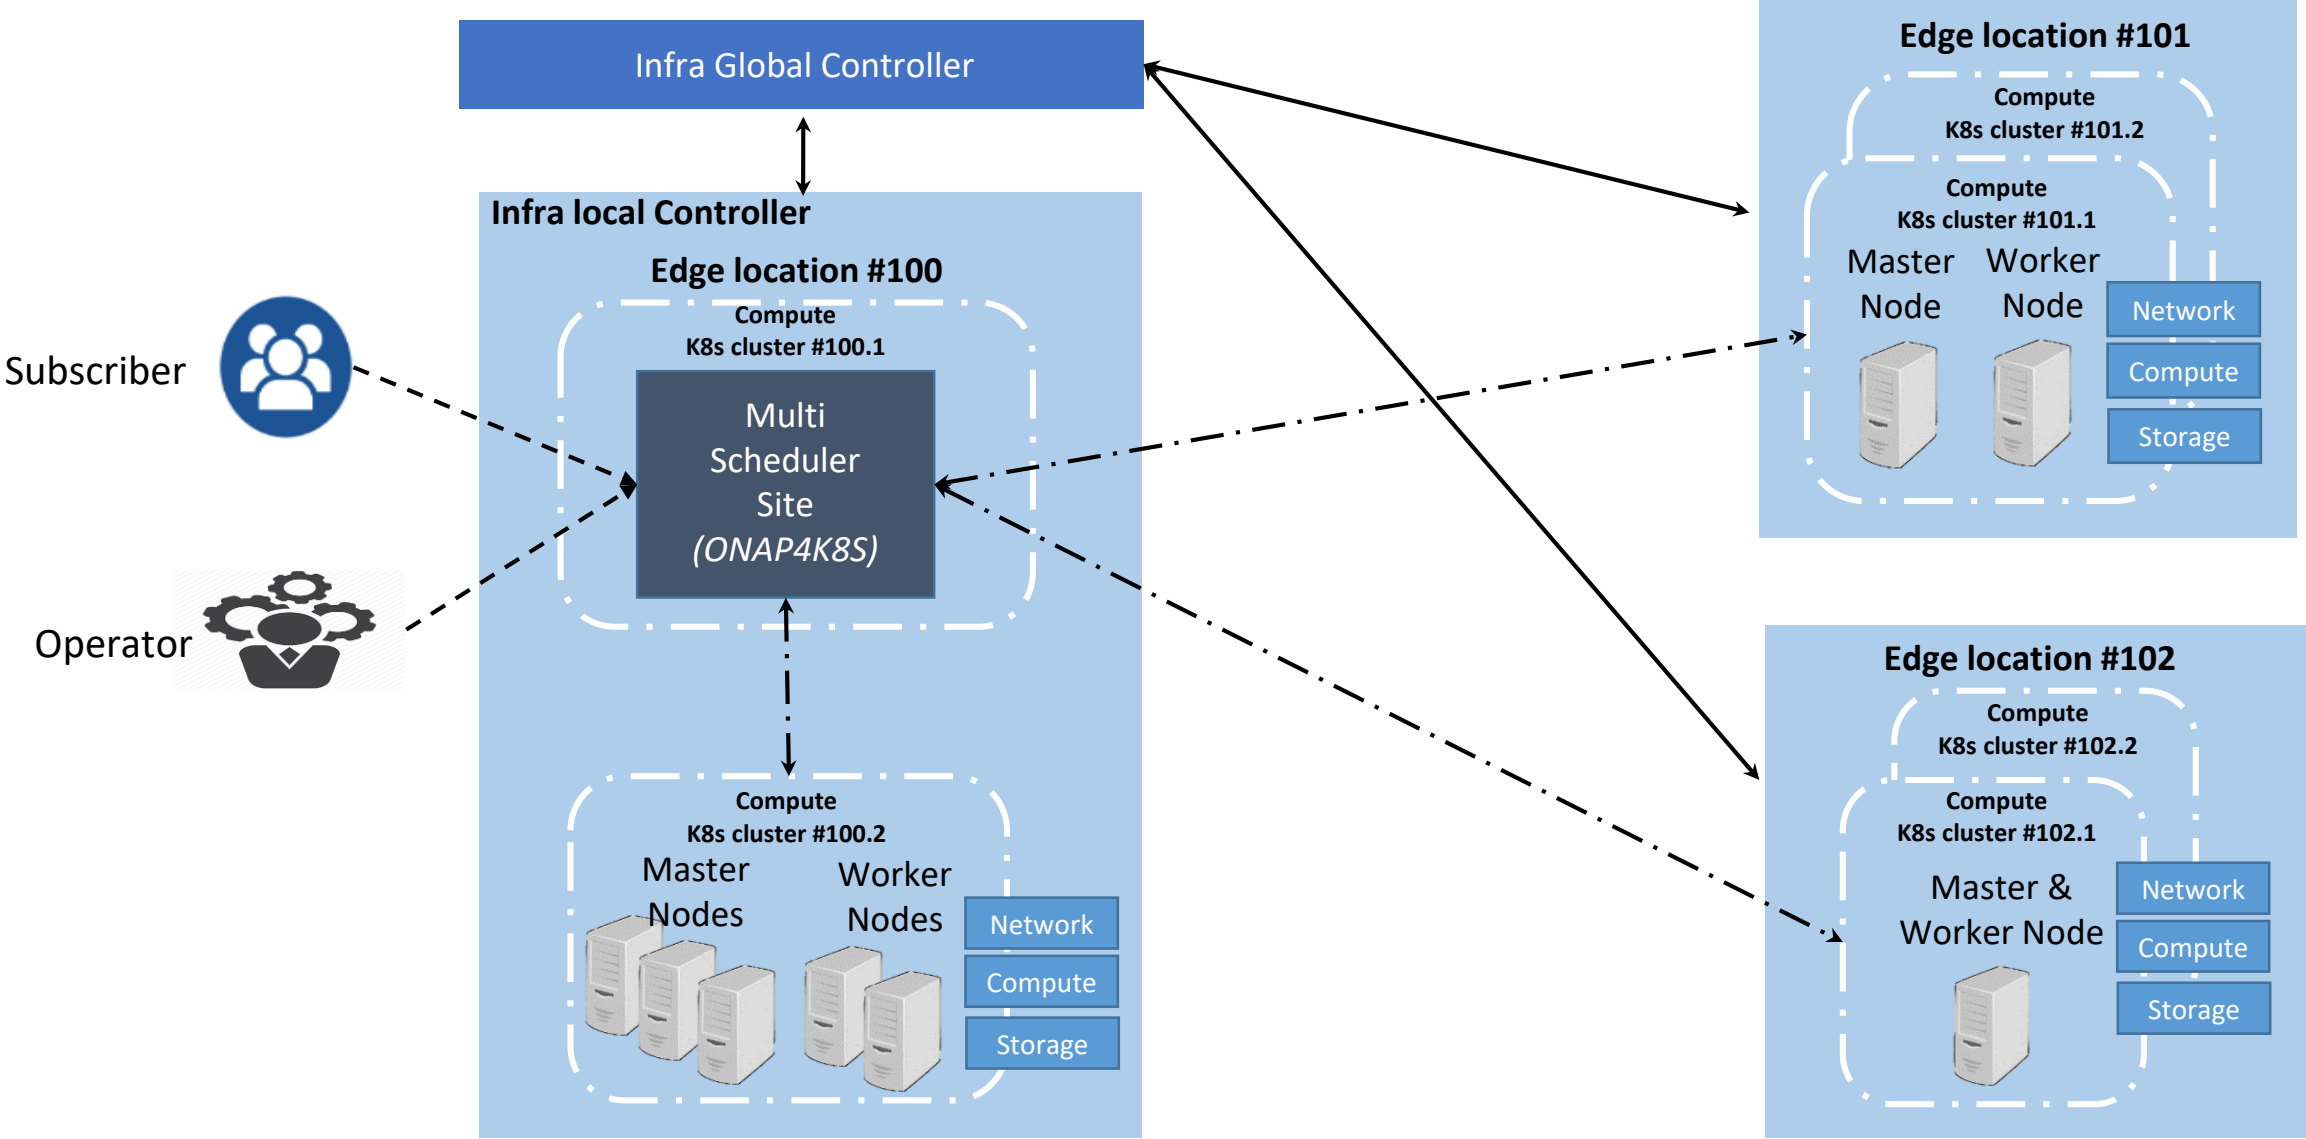 Infra Global Controller
Infra local Controller
Edge location #100
Compute
K8s cluster #100.1
Multi
Scheduler
Site
(ONAP4K8S)
Subscriber
Operator
Compute
K8s cluster #100.2
Master
Nodes
Worker
Nodes
Network
Compute
Storage
Edge location #101
Compute
K8s cluster #101.2
Compute
K8s cluster #101.1
Master
Node
Worker
Node
Network
Compute
Storage
Edge location #102
Compute
K8s cluster #102.2
Compute
K8s cluster #102.1
Master &
Worker Node
Network
Compute
Storage